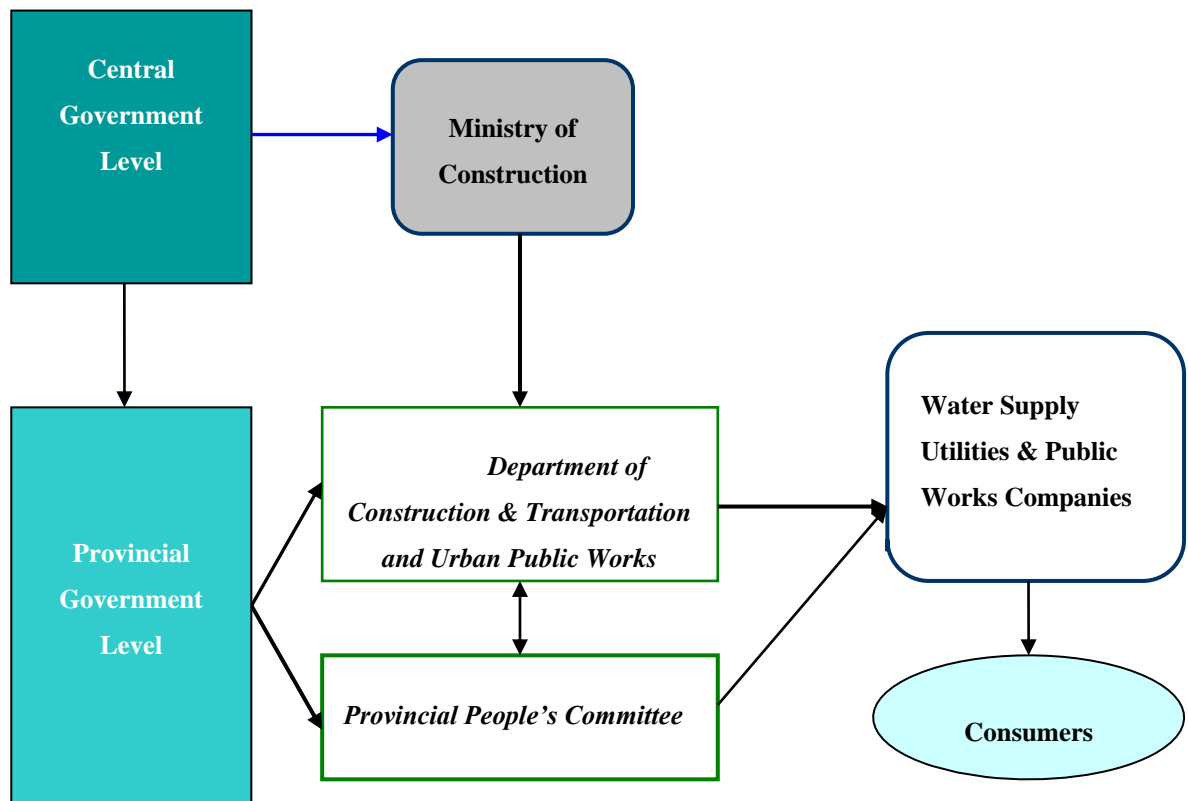 Central
Government
Level
Ministry of
Construction
Water Supply
Utilities & Public
Works Companies
Department of
Construction & Transportation
and Urban Public Works
Provincial
Government
Level
Provincial People’s Committee
Consumers